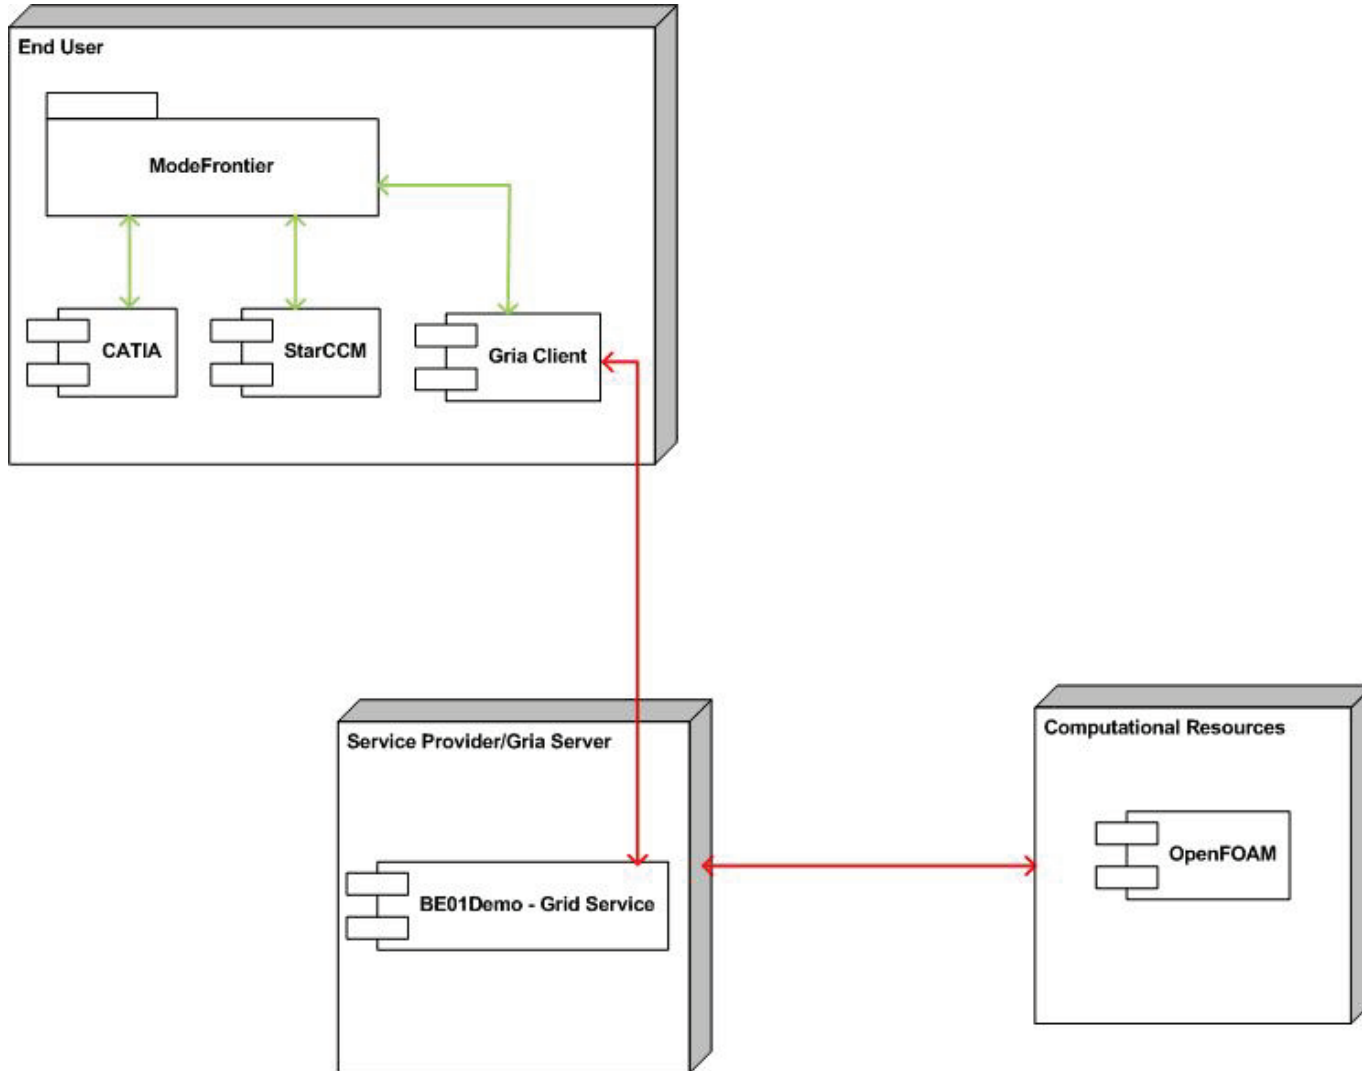 End User
ModeFrontier
CATIA
StarCCM
Gria Client
Service Provider/Gria Server
BE01Demo - Grid Service
Computational Resources
OpenFOAM